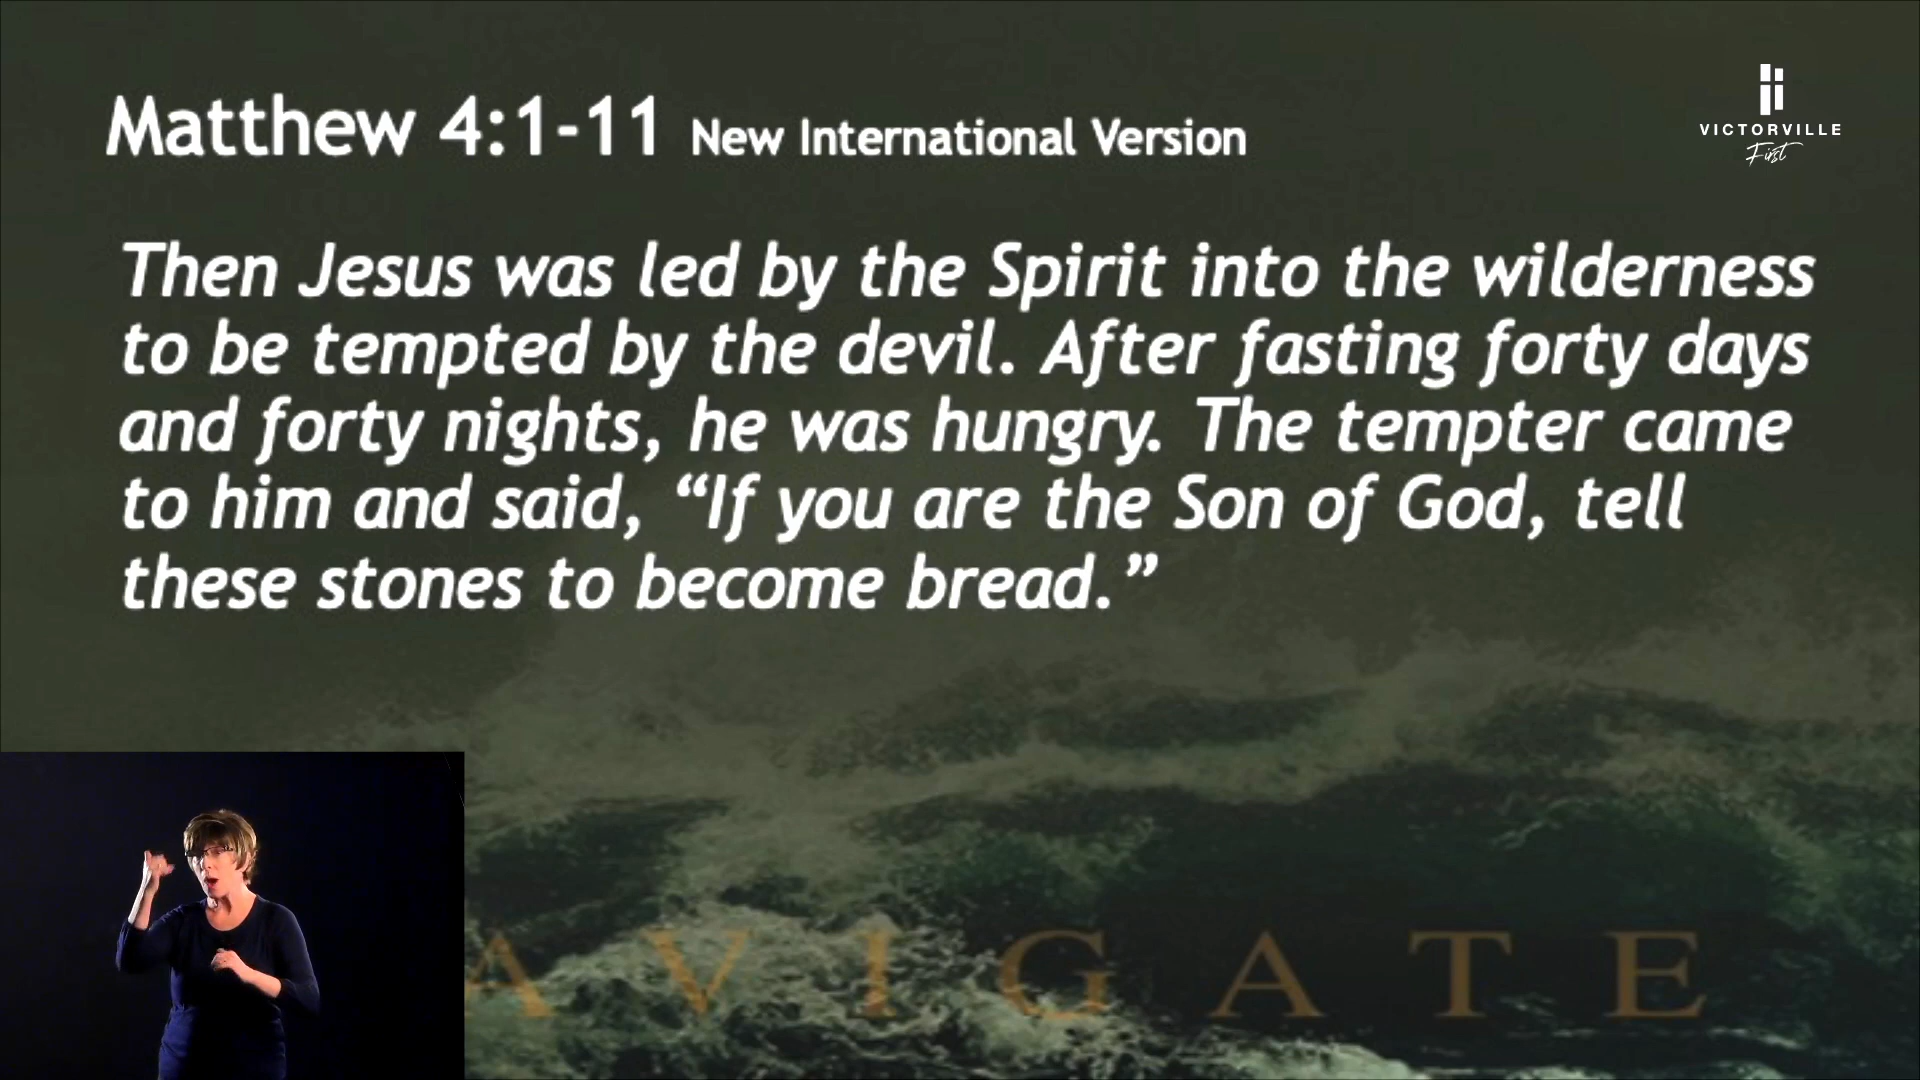 Matthew 4:1-11 New International Version
VICTORVILLE
First
Then Jesus was led by the Spirit into the wilderness
to be tempted by the devil. After fasting forty days
and forty nights, he was hungry. The tempter came
to him and said, “If you are the Son of God, tell
these stones to become bread.”
AVIGATE